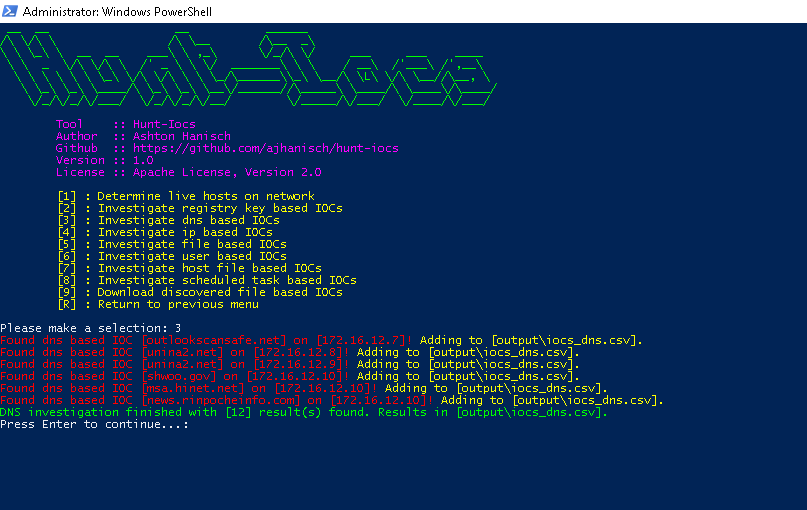 Administrator: Windows PowerShell
Hunt-Iocs
Tool :: Hunt-Iocs
Author :: Ashton Hanisch
Github :: https://github.com/ajhanisch/hunt-iocs
Version :: 1.0
License :: Apache License, Version 2.0
[1] : Determine live hosts on network
[2] : Investigate registry key based IOCs
[3] : Investigate dns based IOCs
[4] : Investigate ip based IOCs
[5] : Investigate file based IOCs
[6] : Investigate user based IOCs
[7] : Investigate host file based IOCs
[8] : Investigate scheduled task based IOCs
[9] : Download discovered file based IOCs
[R] : Return to previous menu
Please make a selection: 3
Found dns based IOC [outlookscansafe.net] on [172.16.12.7]! Adding to [output\iocs_dns.csv].
Found dns based IOC [unina2.net] on [172.16.12.8]! Adding to [output\iocs_dns.csv].
Found dns based IOC [unina2.net] on [172.16.12.9]! Adding to [output\iocs_dns.csv].
Found dns based IOC [shwoo.gov] on [172.16.12.10]! Adding to [output\iocs_dns.csv].
Found dns based IOC [msa.hinet.net] on [172.16.12.10]! Adding to [output\iocs_dns.csv].
Found dns based IOC [news.rinpocheinfo.com] on [172.16.12.10]! Adding to [output\iocs_dns.csv].
DNS investigation finished with [12] result(s) found. Results in [output\iocs_dns.csv].
Press Enter to continue...: